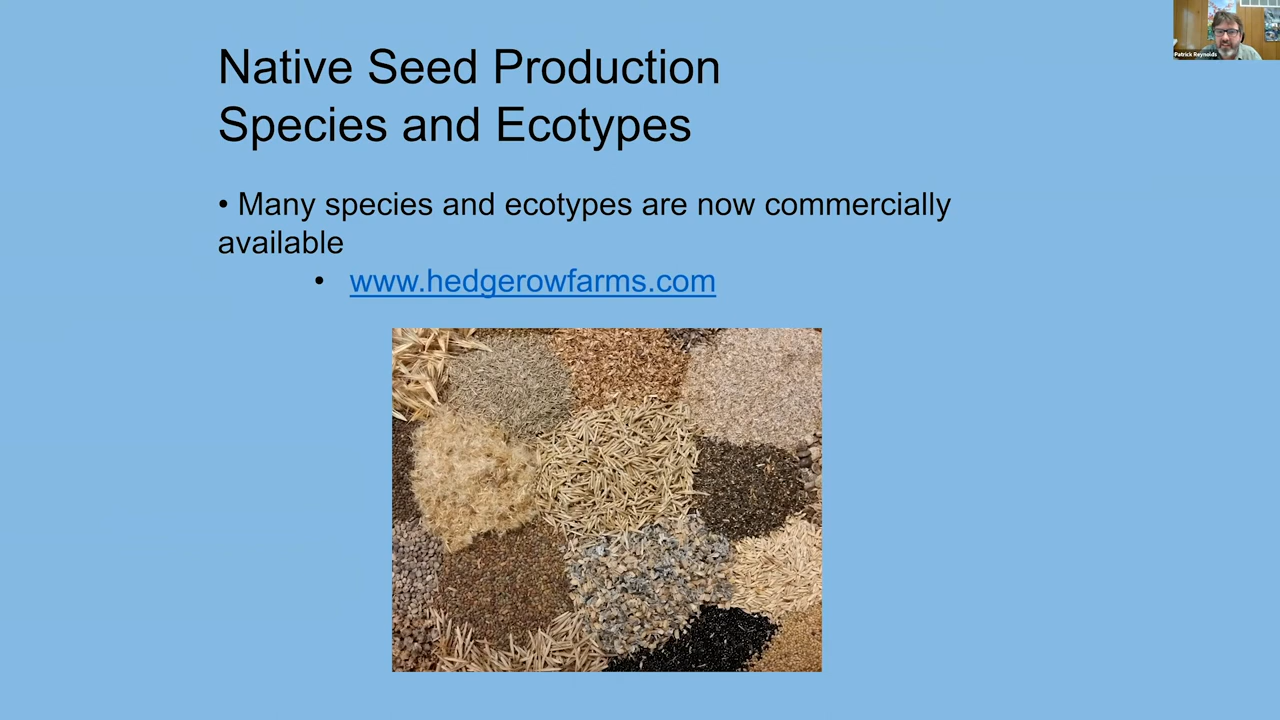 Native Seed Production
Species and Ecotypes
• Many species and ecotypes are now commercially
available
• www.hedgerowfarms.com
Patrick Reynolds